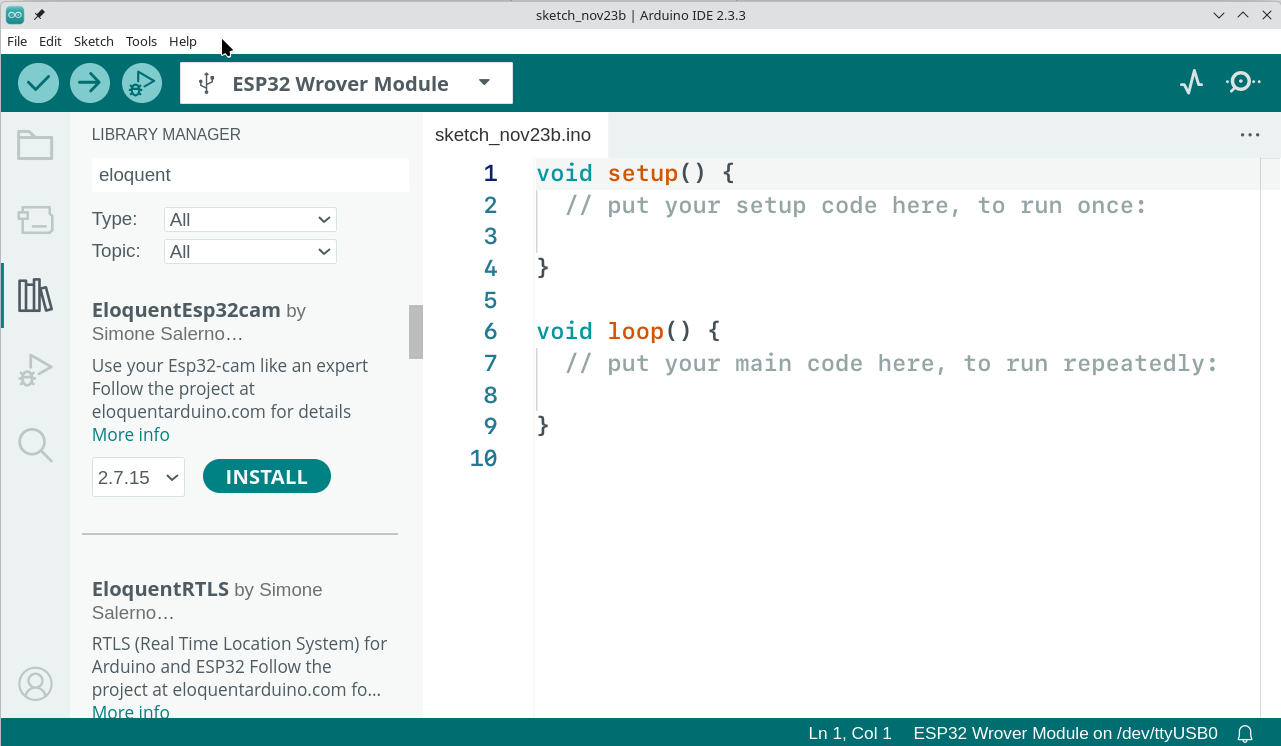 sketch_nov23b | Arduino IDE 2.3.3
File Edit Sketch Tools Help
ESP32 Wrover Module
LIBRARY MANAGER
eloquent
Type: All
Topic: All
EloquentEsp32cam by
Simone Salerno…
Use your Esp32-cam like an expert
Follow the project at
eloquentarduino.com for details
More info
2.7.15 INSTALL
EloquentRTLS by Simone
Salerno…
RTLS (Real Time Location System) for
Arduino and ESP32 Follow the
project at eloquentarduino.com fo...
More info
sketch_nov23b.ino
1 void setup() {
2 // put your setup code here, to run once:
3
4 }
5
6 void loop() {
7 // put your main code here, to run repeatedly:
8
9 }
10
Ln 1, Col 1 ESP32 Wrover Module on /dev/ttyUSB0